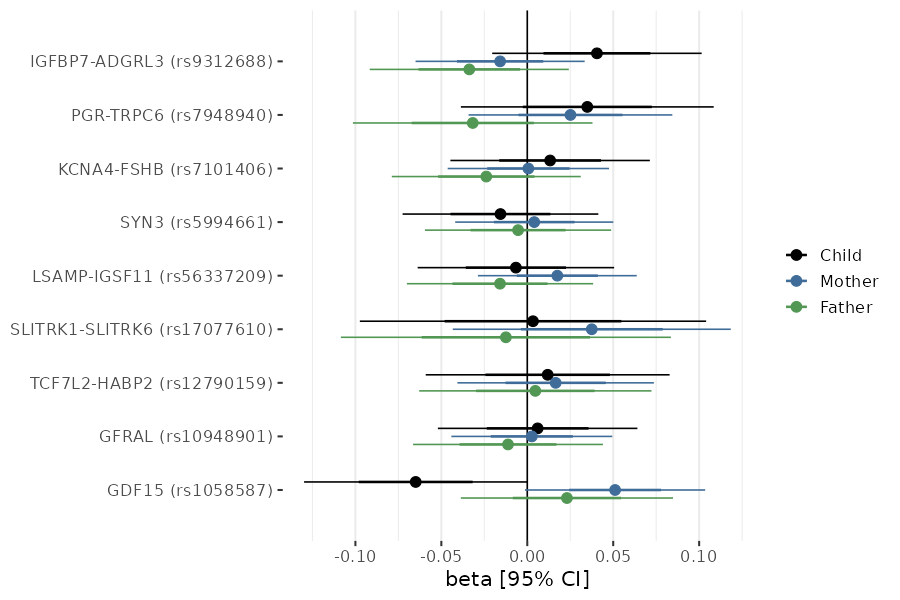 IGFBP7-ADGRL3 (rs9312688)
PGR-TRPC6 (rs7948940)
KCNA4-FSHB (rs7101406)
SYN3 (rs5994661)
LSAMP-IGSF11 (rs56337209)
SLITRK1-SLITRK6 (rs17077610)
TCF7L2-HABP2 (rs12790159)
GFRAL (rs10948901)
GDF15 (rs1058587)
-0.10 -0.05 0.00 0.05 0.10
beta [95% CI]
Child
Mother
Father